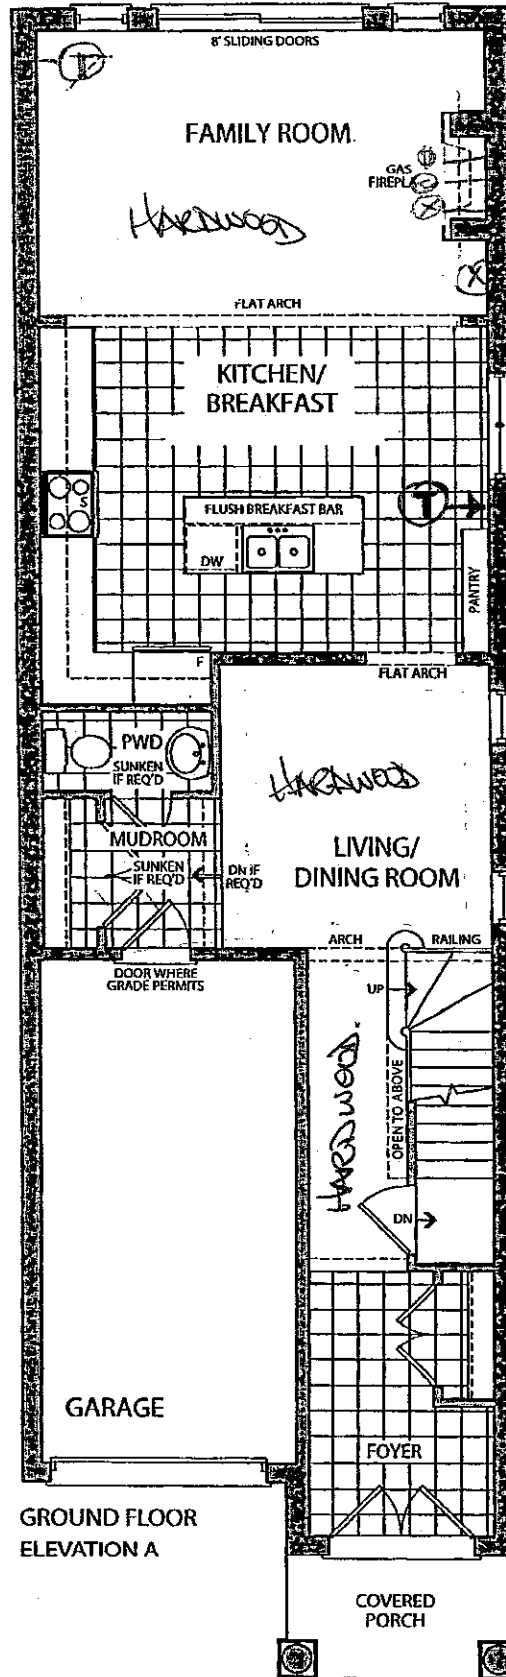 8' SLIDING DOORS
T
FAMILY ROOM
GAS
FIREPLA
HARDWOOD
X
X
FLAT ARCH
KITCHEN/
BREAKFAST
S
FLUSH BREAKFAST BAR
T
DW
PANTRY
F
FLAT ARCH
PWD
SUNKEN
IF REQ'D
HARDWOOD
MUDROOM
SUNKEN
IF REQ'D
DN IF
REQ'D
LIVING/
DINING ROOM
ARCH
RAILING
DOOR WHERE
GRADE PERMITS
UP
HARDWOOD.
OPEN TO ABOVE
DN
GARAGE
FOYER
GROUND FLOOR
ELEVATION A
COVERED
PORCH